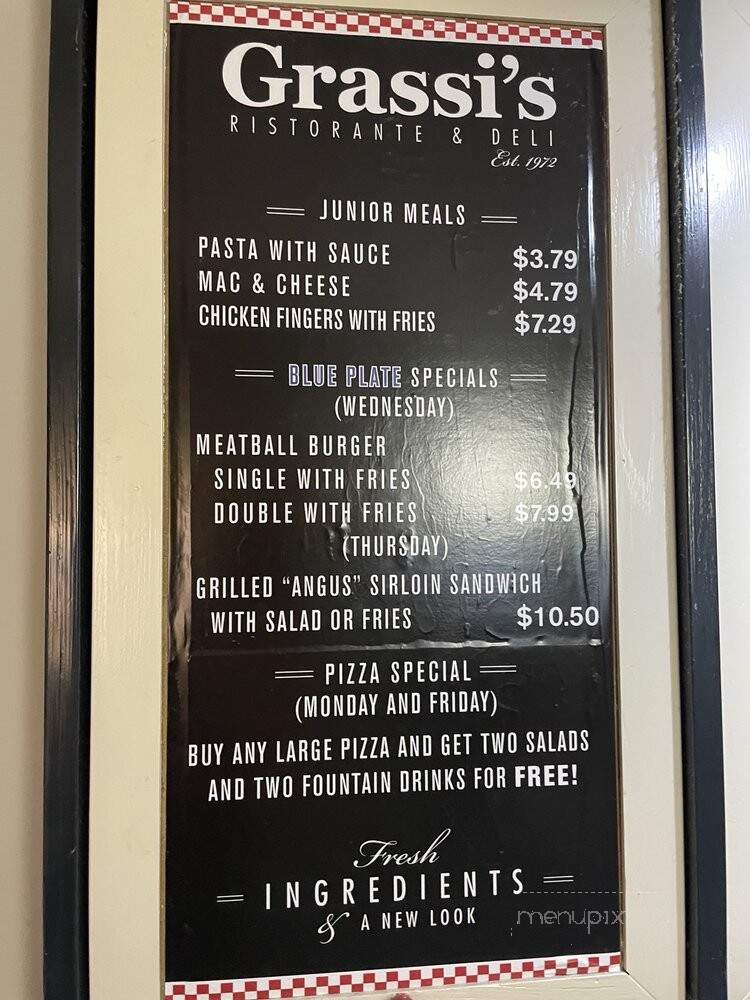 Grassi's
RISTORANTE & DELI
Est. 1972
JUNIOR MEALS
PASTA WITH SAUCE $3.79
MAC & CHEESE $4.79
CHICKEN FINGERS WITH FRIES $7.29
BLUE PLATE SPECIALS
(WEDNESDAY)
MEATBALL BURGER
SINGLE WITH FRIES $6.49
DOUBLE WITH FRIES $7.99
(THURSDAY)
GRILLED "ANGUS" SIRLOIN SANDWICH
WITH SALAD OR FRIES $10.50
PIZZA SPECIAL
(MONDAY AND FRIDAY)
BUY ANY LARGE PIZZA AND GET TWO SALADS
AND TWO FOUNTAIN DRINKS FOR FREE!
Fresh
INGREDIENTS
& A NEW LOOK
menupix